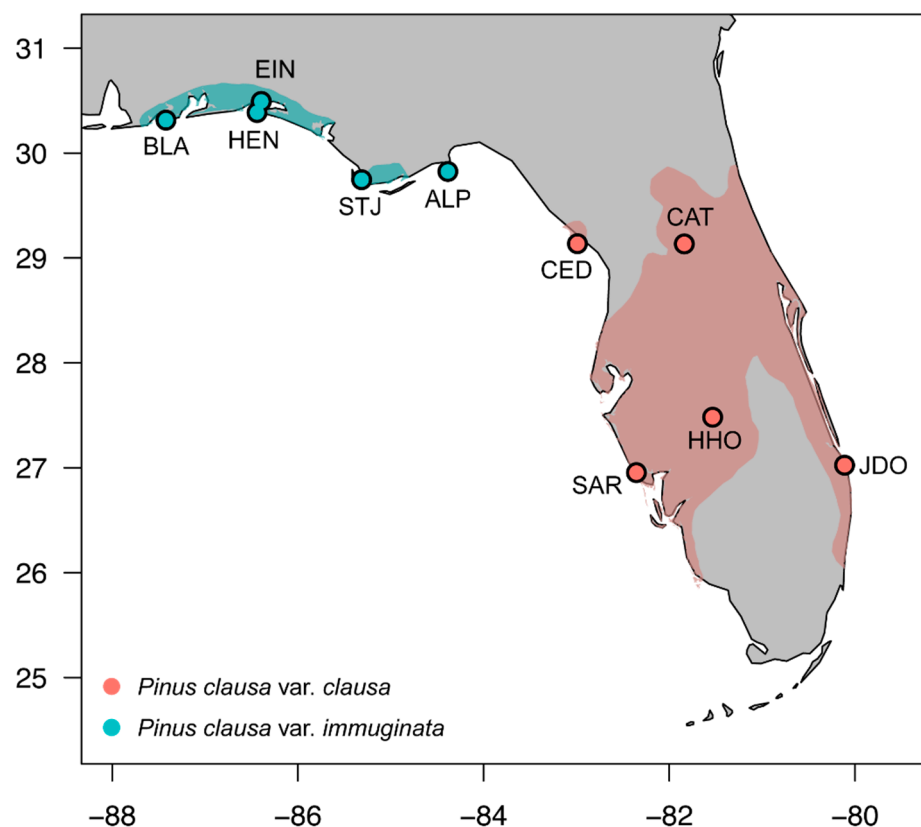 31
30
29
28
27
26
25
EIN
BLA
HEN
STJ
ALP
CAT
CED
HHO
SAR
JDO
Pinus clausa var. clausa
Pinus clausa var. immuginata
−88
−86
−84
−82
−80